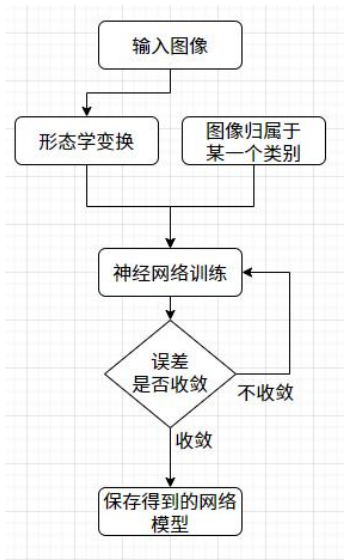 输入图像
形态学变换
图像归属于
某一个类别
神经网络训练
误差
是否收敛
不收敛
收敛
保存得到的网络
模型